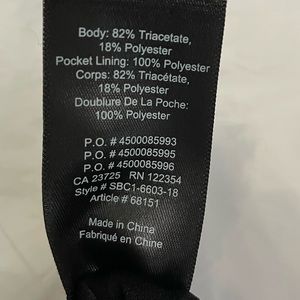 Body: 82% Triacetate,
18% Polyester
Pocket Lining: 100% Polyester
Corps: 82% Triacétate,
18% Polyester
Doublure De La Poche:
100% Polyester
P.O. # 4500085993
P.O. # 4500085995
P.O. # 4500085996
CA 23725 RN 122354
Style # SBC1-6603-18
Article # 68151
Made in China
Fabriqué en Chine